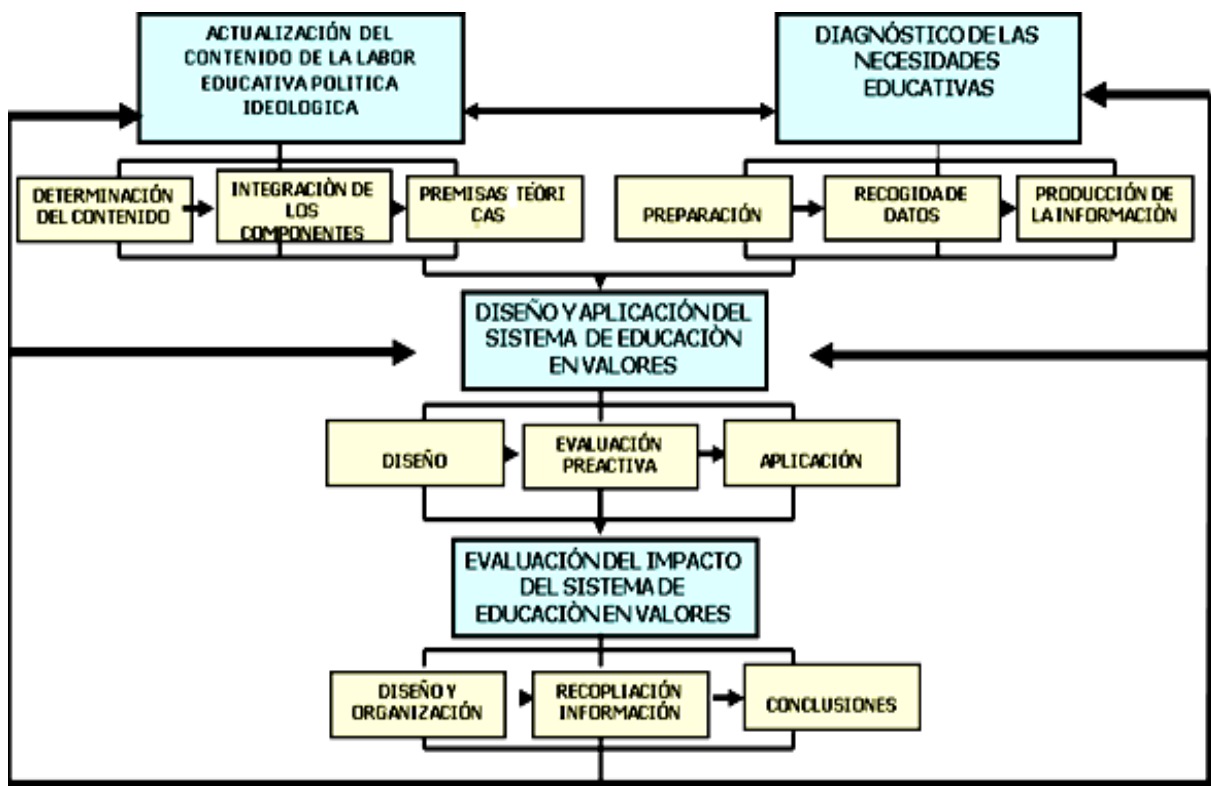 ACTUALIZACIÓN DEL
CONTENIDO DE LA LABOR
EDUCATIVA POLITICA
IDEOLOGICA
DIAGNÓSTICO DE LAS
NECESIDADES
EDUCATIVAS
DETERMINACIÓN
DEL CONTENIDO
INTEGRACIÒN DE
LOS
COMPONENTES
PREMISAS TEÒRI
CAS
PREPARACIÓN
RECOGIDA DE
DATOS
PRODUCCIÓN DE
LA INFORMACIÒN
DISEÑO Y APLICACIÓN DEL
SISTEMA DE EDUCACIÒN
EN VALORES
DISEÑO
EVALUACIÓN
PREACTIVA
APLICACIÓN
EVALUACIÓN DEL IMPACTO
DEL SISTEMA DE
EDUCACIÒN EN VALORES
DISEÑO Y
ORGANIZACIÓN
RECOPLIACIÓN
INFORMACIÓN
CONCLUSIONES